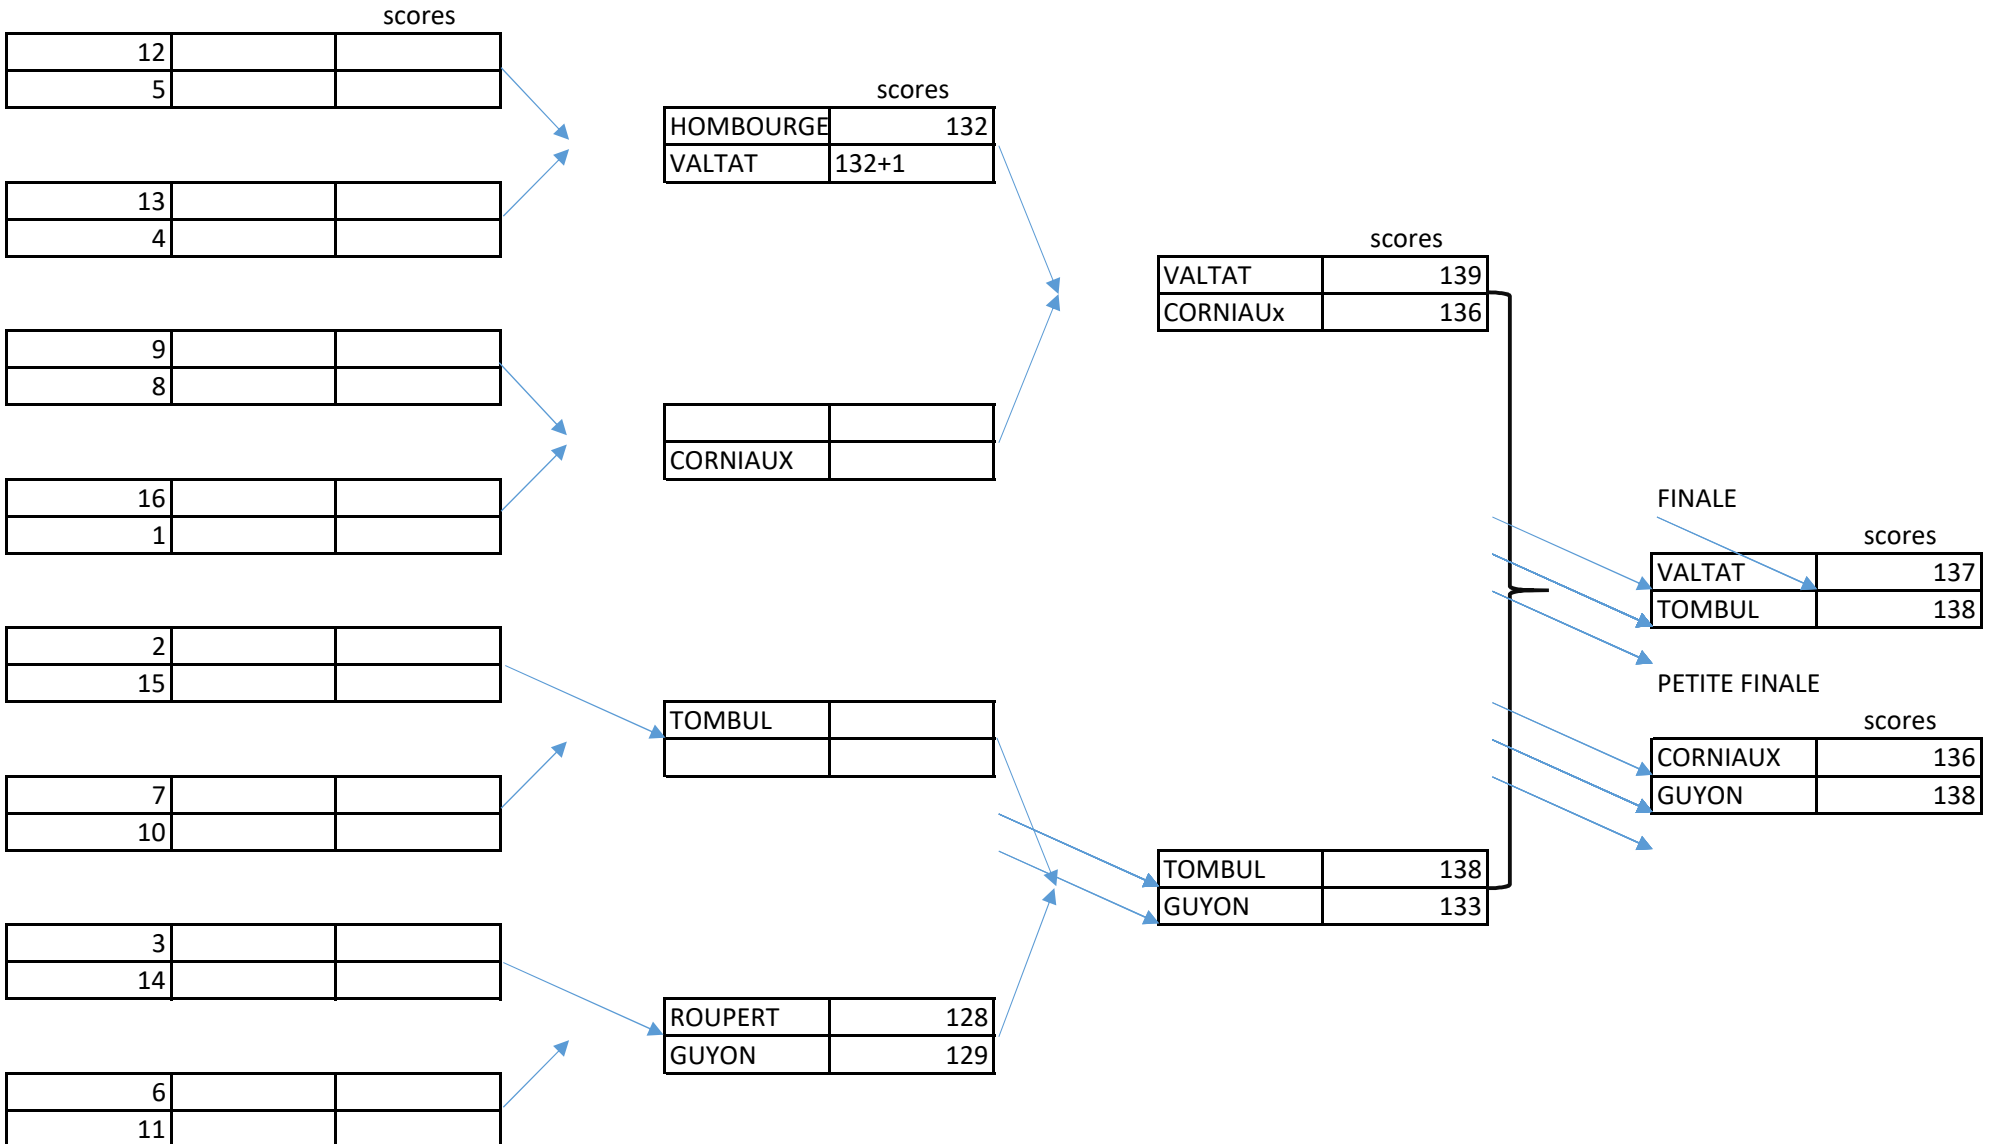 scores
12
5
13
4
9
8
16
1
2
15
7
10
3
14
6
11
scores
HOMBOURGE 132
VALTAT 132+1
CORNIAUX
TOMBUL
ROUPERT 128
GUYON 129
scores
VALTAT 139
CORNIAUx 136
TOMBUL 138
GUYON 133
FINALE
scores
VALTAT 137
TOMBUL 138
PETITE FINALE
scores
CORNIAUX 136
GUYON 138